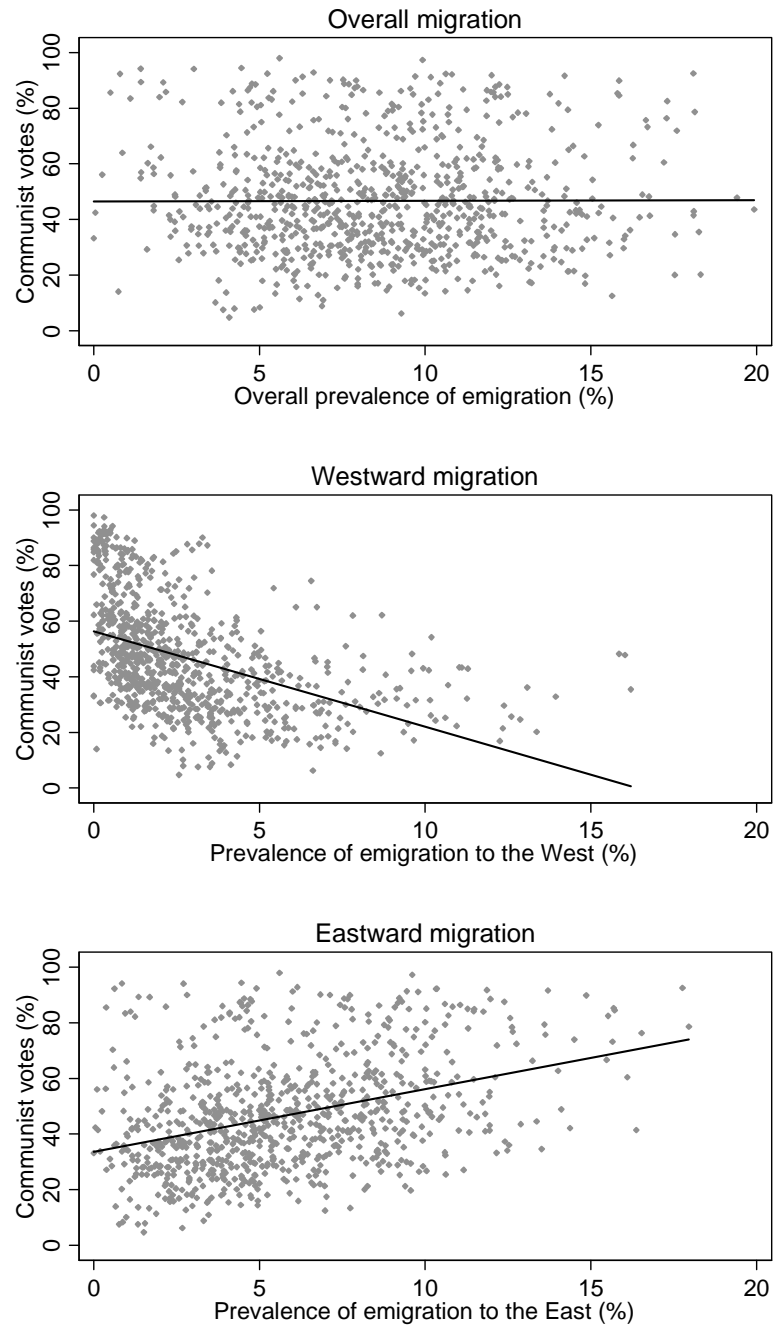 Overall migration
Communist votes (%)
100
80
60
40
20
0
0 5 10 15 20
Overall prevalence of emigration (%)
Westward migration
Communist votes (%)
100
80
60
40
20
0
0 5 10 15 20
Prevalence of emigration to the West (%)
Eastward migration
Communist votes (%)
100
80
60
40
20
0
0 5 10 15 20
Prevalence of emigration to the East (%)